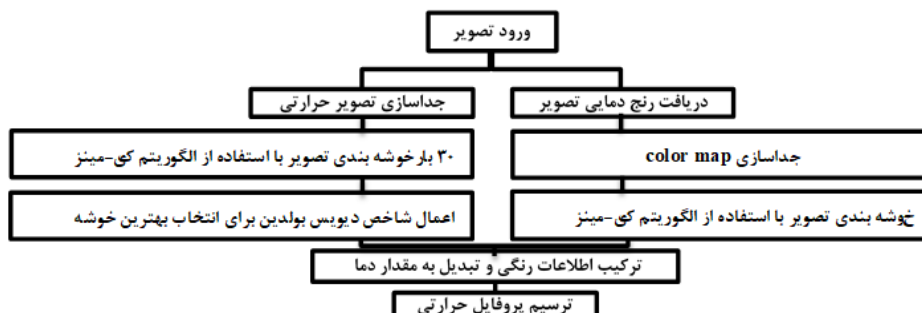 ورود تصویر
دریافت رنج دمایی تصویر
جداسازی تصویر حرارتی
جداسازی color map
۳۰ بار خوشه بندی تصویر با استفاده از الگوریتم کی-مینز
خوشه بندی تصویر با استفاده از الگوریتم کی-مینز
اعمال شاخص دیویس بولدین برای انتخاب بهترین خوشه
ترکیب اطلاعات رنگی و تبدیل به مقدار دما
ترسیم پروفایل حرارتی